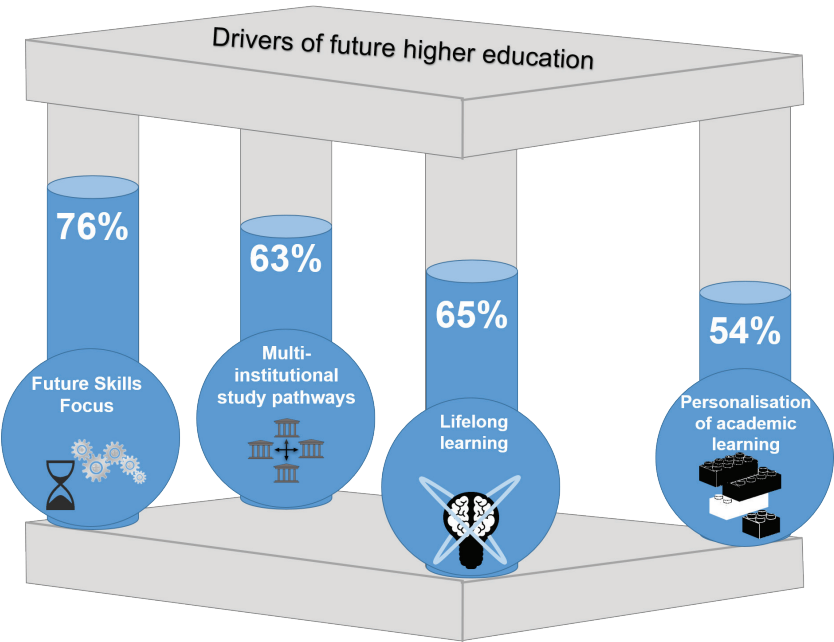 Drivers of future higher education
76%
Future Skills
Focus
63%
Multi-
institutional
study pathways
65%
Lifelong
learning
54%
Personalisation
of academic
learning